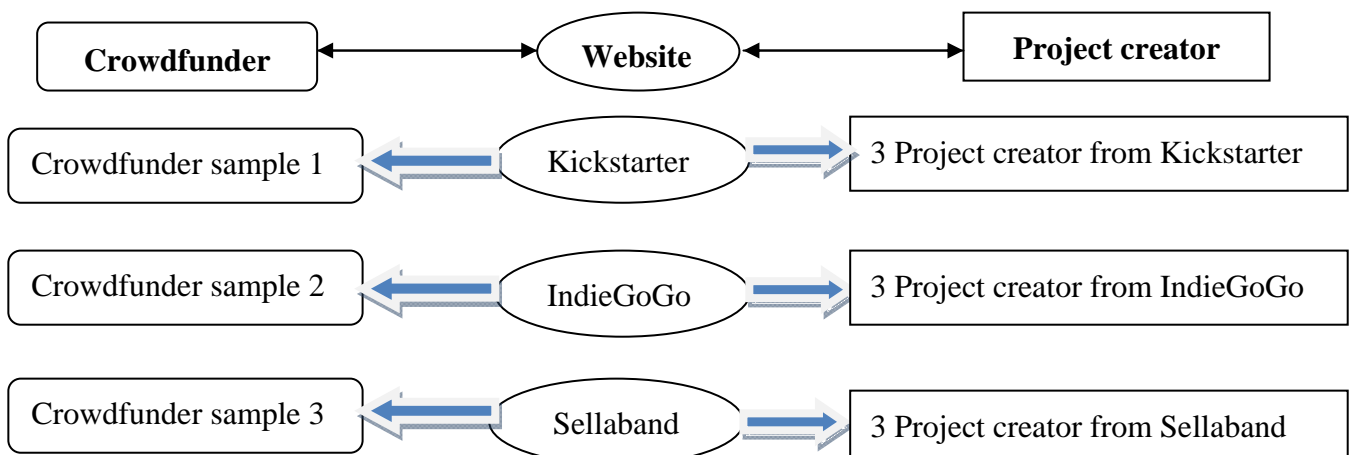 Crowdfunder
Website
Project creator
Crowdfunder sample 1
Kickstarter
3 Project creator from Kickstarter
Crowdfunder sample 2
IndieGoGo
3 Project creator from IndieGoGo
Crowdfunder sample 3
Sellaband
3 Project creator from Sellaband